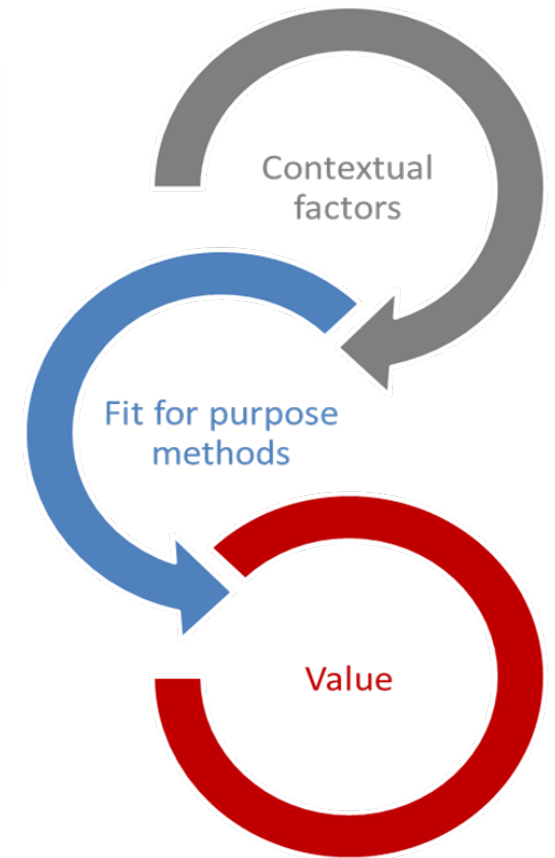 Contextual
factors
Fit for purpose
methods
Value